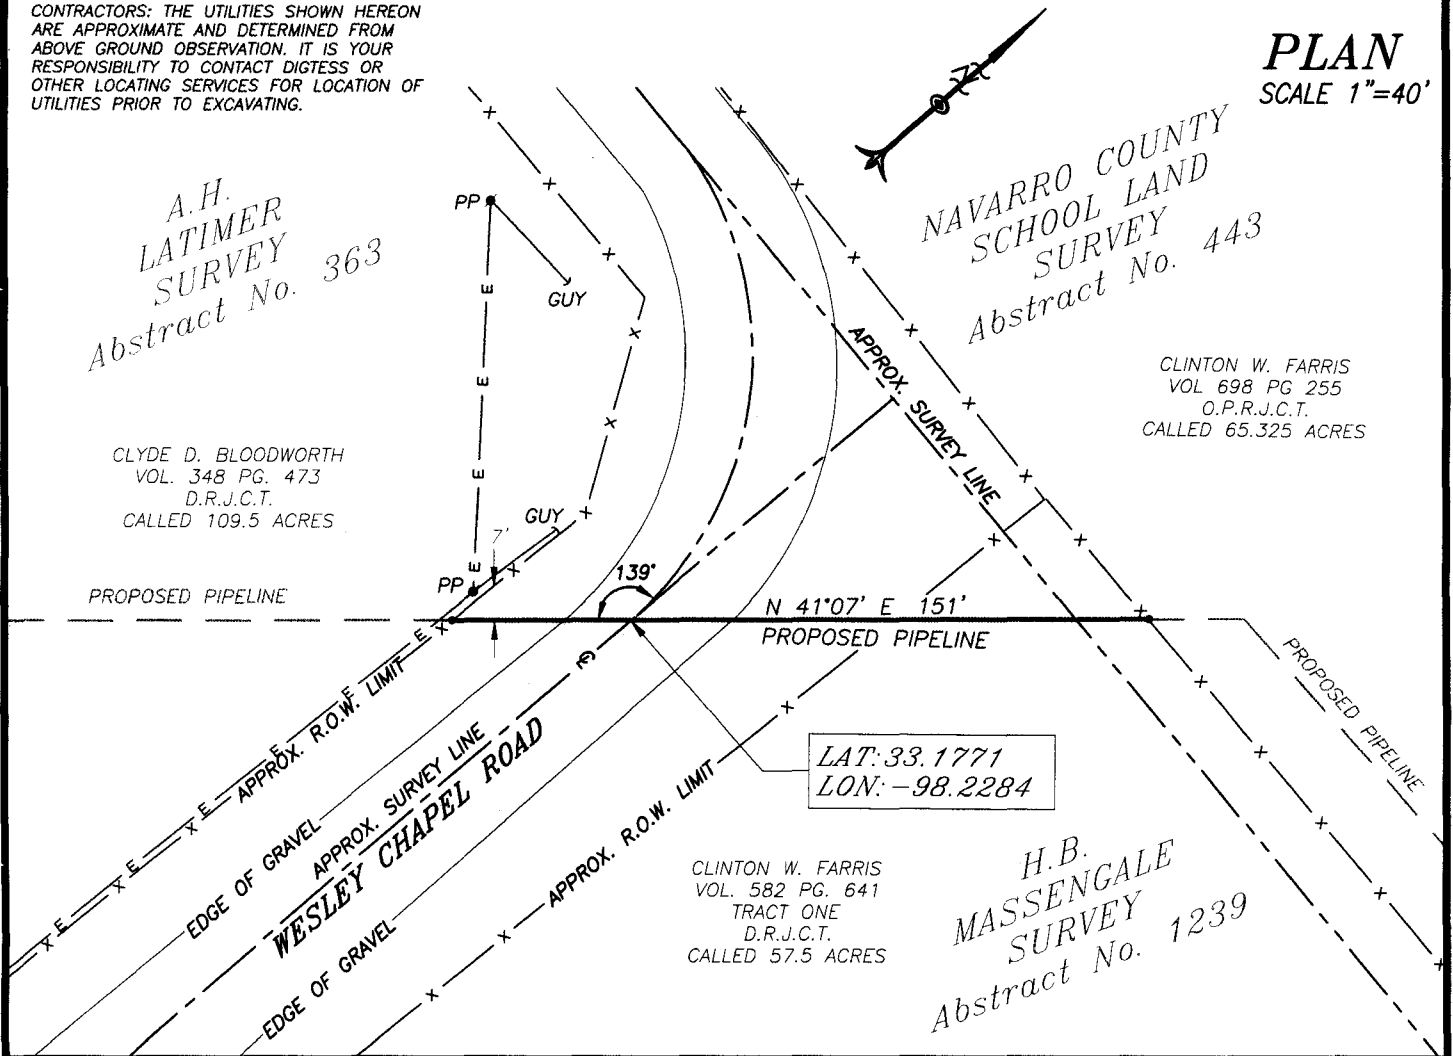 CONTRACTORS: THE UTILITIES SHOWN HEREON
ARE APPROXIMATE AND DETERMINED FROM
ABOVE GROUND OBSERVATION. IT IS YOUR
RESPONSIBILITY TO CONTACT DIGTESS OR
OTHER LOCATING SERVICES FOR LOCATION OF
UTILITIES PRIOR TO EXCAVATING.
PLAN
SCALE 1"=40'
N
A.H.
LATIMER
SURVEY
Abstract No. 363
NAVARRO COUNTY
SCHOOL LAND
SURVEY
Abstract No. 443
PP
GUY
E
E
E
E
E
APPROX. SURVEY LINE
CLINTON W. FARRIS
VOL 698 PG 255
O.P.R.J.C.T.
CALLED 65.325 ACRES
CLYDE D. BLOODWORTH
VOL. 348 PG. 473
D.R.J.C.T.
CALLED 109.5 ACRES
GUY
7'
PP
139°
PROPOSED PIPELINE
N 41°07' E 151'
PROPOSED PIPELINE
PROPOSED PIPELINE
E
E
E
E
E
E
APPROX. R.O.W. LIMIT
EDGE OF GRAVEL
APPROX. SURVEY LINE
WESLEY CHAPEL ROAD
EDGE OF GRAVEL
APPROX. R.O.W. LIMIT
LAT:33.1771
LON:-98.2284
CLINTON W. FARRIS
VOL. 582 PG. 641
TRACT ONE
D.R.J.C.T.
CALLED 57.5 ACRES
H.B.
MASSENGALE
SURVEY
Abstract No. 1239